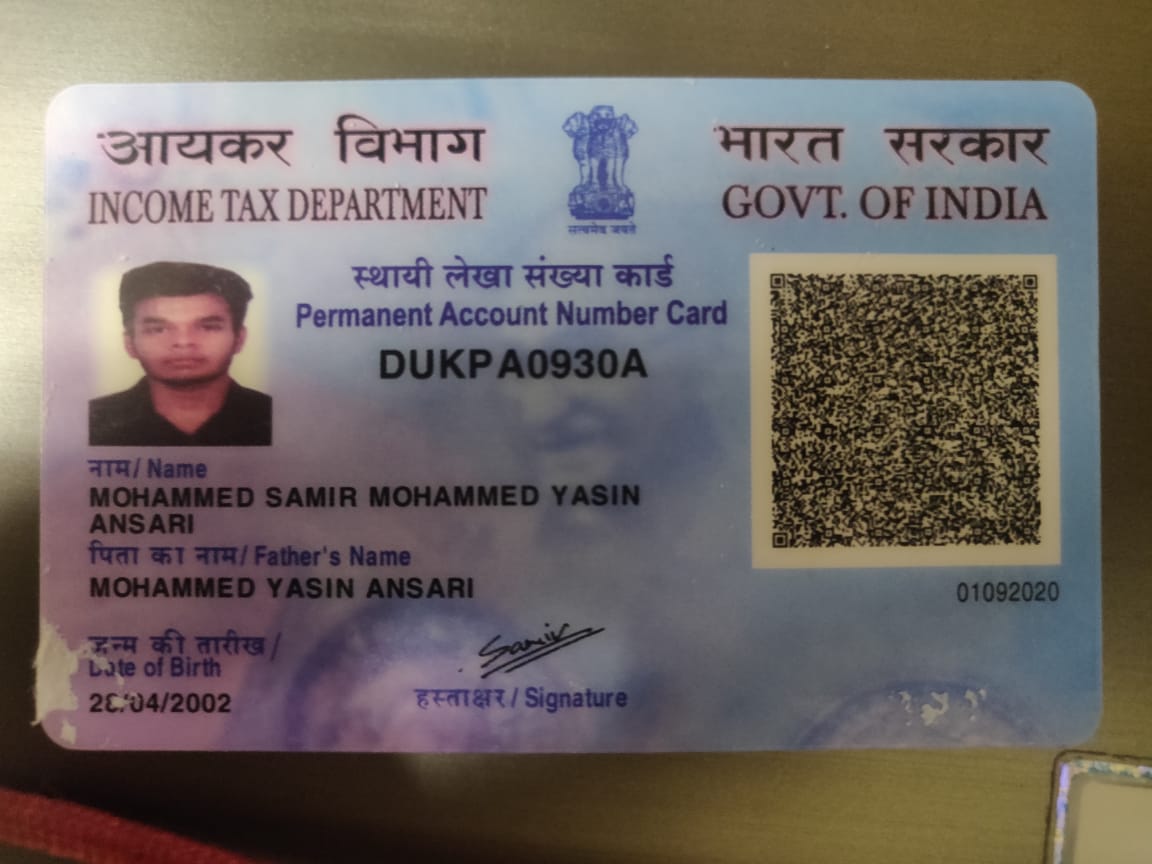 आयकर विभाग
INCOME TAX DEPARTMENT
भारत सरकार
GOVT. OF INDIA
सत्यमेव जयते
स्थायी लेखा संख्या कार्ड
Permanent Account Number Card
DUKPA0930A
नाम / Name
MOHAMMED SAMIR MOHAMMED YASIN
ANSARI
पिता का नाम / Father's Name
MOHAMMED YASIN ANSARI
01092020
जन्म की तारीख /
Date of Birth
/04/2002
Samir
हस्ताक्षर / Signature